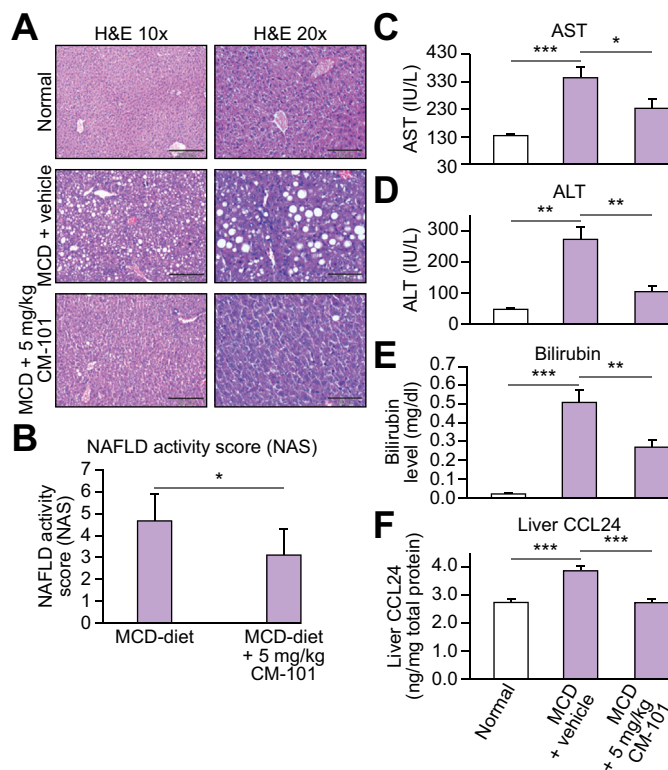 A
H&E 10x
H&E 20x
Normal
MCD + vehicle
MCD + 5 mg/kg
CM-101
B
NAFLD activity score (NAS)
NAFLD activity
score (NAS)
7
6
5
4
3
2
1
0
*
MCD-diet
MCD-diet
+ 5 mg/kg
CM-101
C
AST
AST (IU/L)
430
330
230
130
30
***
*
D
ALT
ALT (IU/L)
300
200
100
0
**
**
E
Bilirubin
Bilirubin
level (mg/dl)
0.7
0.6
0.5
0.4
0.3
0.2
0.1
0
***
**
F
Liver CCL24
Liver CCL24
(ng/mg total protein)
4.0
3.0
2.0
1.0
0
***
***
Normal
MCD
+ vehicle
MCD
+ 5 mg/kg
CM-101